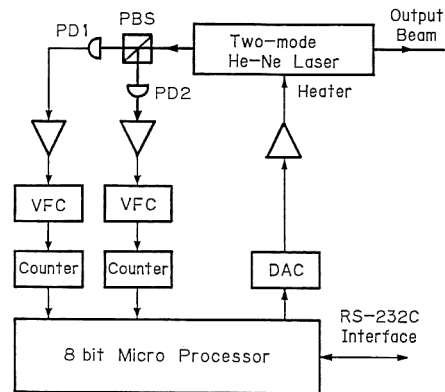 PD1
PBS
Two-mode
He-Ne Laser
Output
Beam
PD2
Heater
VFC
VFC
Counter
Counter
DAC
RS-232C
Interface
8 bit Micro Processor